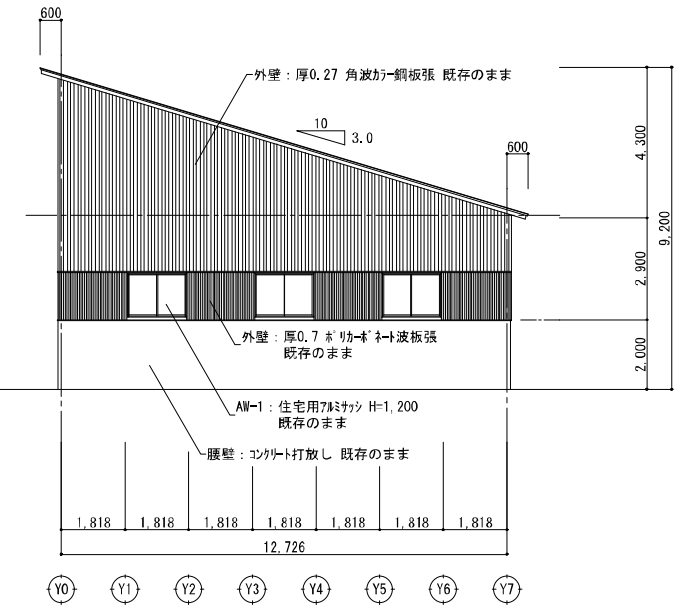 600
外壁：厚0.27 角波ｶﾗｰ鋼板張 既存のまま
10
3.0
600
4,300
9,200
2,900
2,000
外壁：厚0.7 ﾎﾟﾘｶｰﾎﾞﾈｰﾄ波板張
既存のまま
AW-1：住宅用ｱﾙﾐｻｯｼ H=1,200
既存のまま
腰壁：ｺﾝｸﾘｰﾄ打放し 既存のまま
1,818 1,818 1,818 1,818 1,818 1,818 1,818
12,726
Y0 Y1 Y2 Y3 Y4 Y5 Y6 Y7